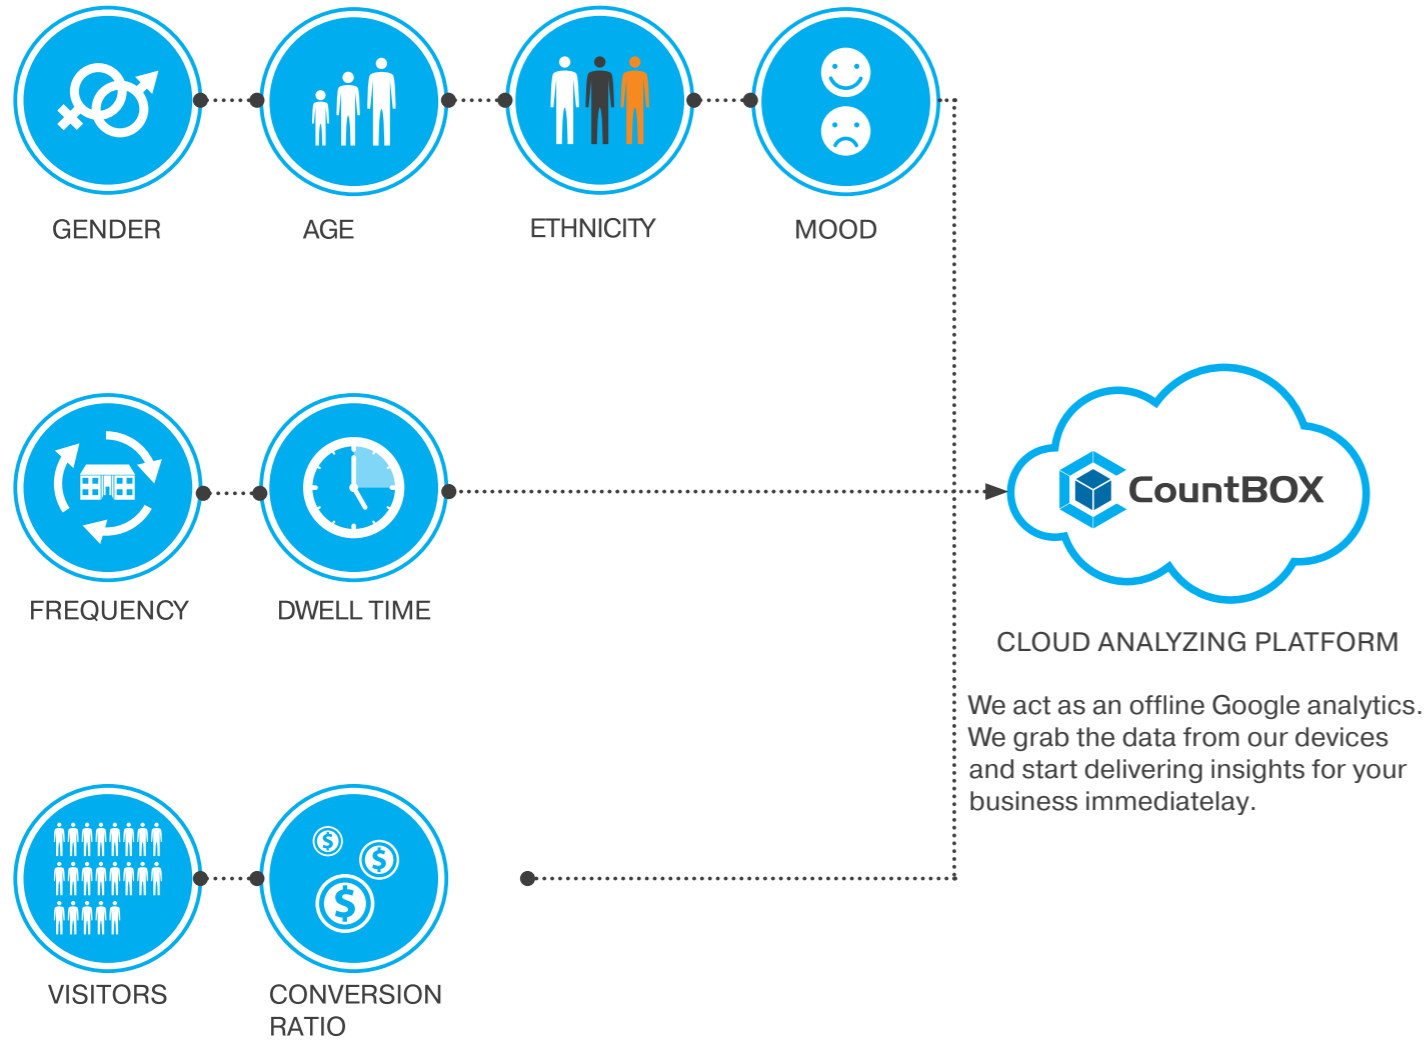 GENDER
AGE
ETHNICITY
MOOD
FREQUENCY
DWELL TIME
CountBOX
CLOUD ANALYZING PLATFORM
We act as an offline Google analytics.
We grab the data from our devices
and start delivering insights for your
business immediatelay.
VISITORS
CONVERSION
RATIO
$
$
$